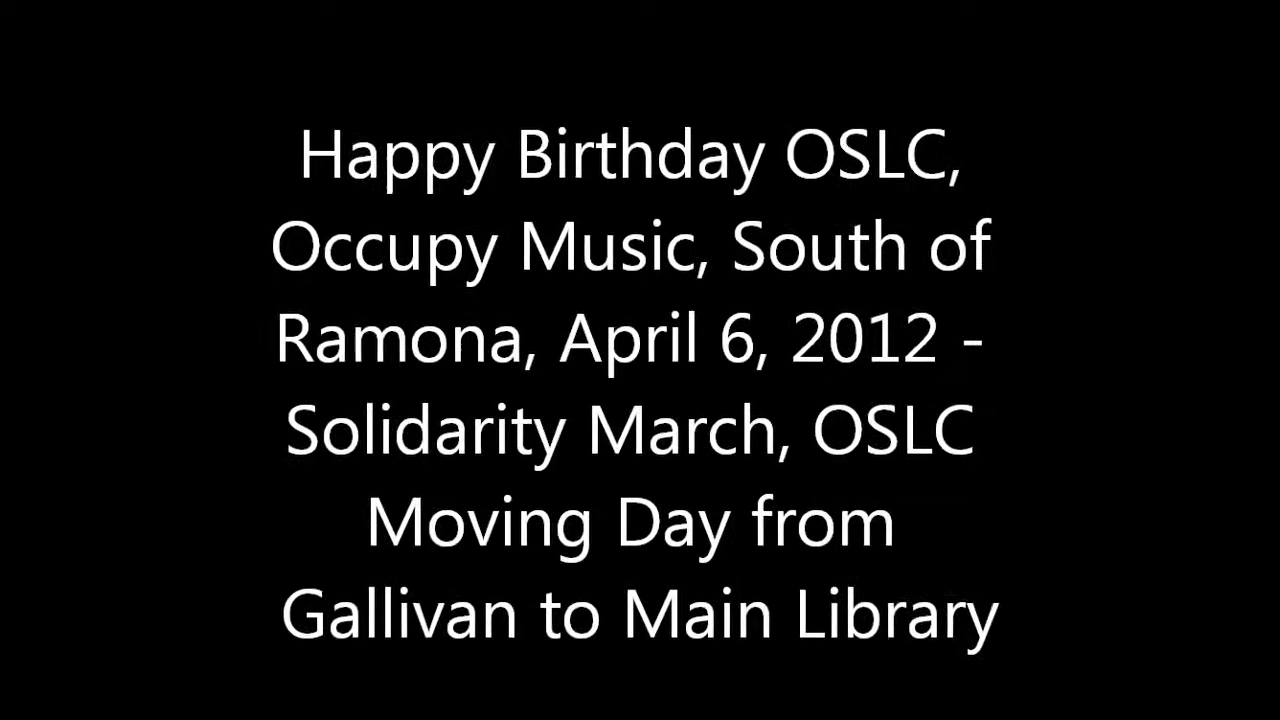 Happy Birthday OSLC,
Occupy Music, South of
Ramona, April 6, 2012 -
Solidarity March, OSLC
Moving Day from
Gallivan to Main Library